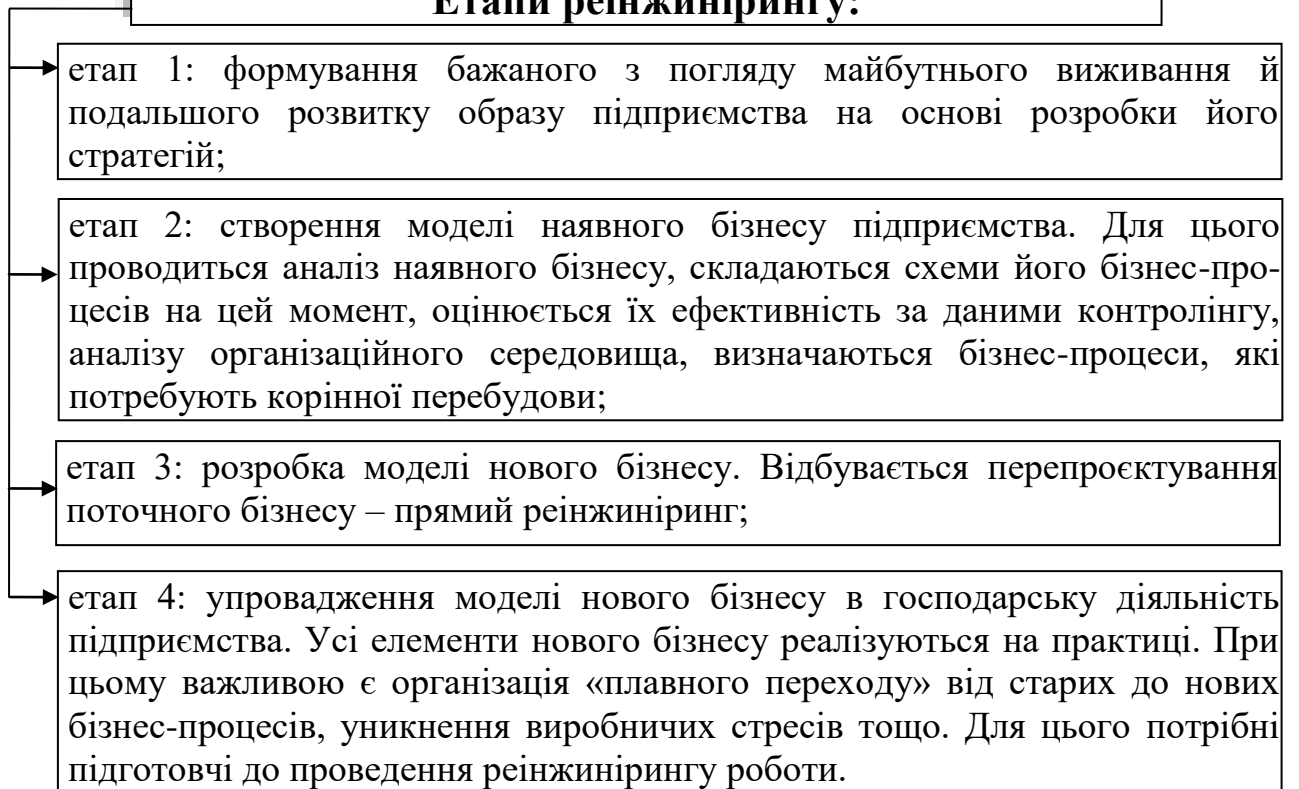 Етапи реінжинірингу:
етап 1: формування бажаного з погляду майбутнього виживання й
подальшого розвитку образу підприємства на основі розробки його
стратегій;
етап 2: створення моделі наявного бізнесу підприємства. Для цього
проводиться аналіз наявного бізнесу, складаються схеми його бізнес-про-
цесів на цей момент, оцінюється їх ефективність за даними контролінгу,
аналізу організаційного середовища, визначаються бізнес-процеси, які
потребують корінної перебудови;
етап 3: розробка моделі нового бізнесу. Відбувається перепроєктування
поточного бізнесу – прямий реінжиніринг;
етап 4: упровадження моделі нового бізнесу в господарську діяльність
підприємства. Усі елементи нового бізнесу реалізуються на практиці. При
цьому важливою є організація «плавного переходу» від старих до нових
бізнес-процесів, уникнення виробничих стресів тощо. Для цього потрібні
підготовчі до проведення реінжинірингу роботи.